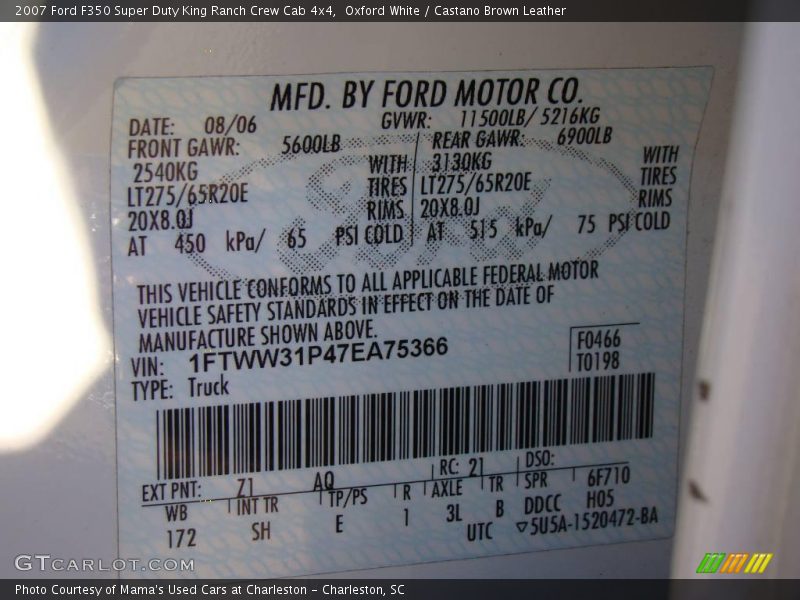 2007 Ford F350 Super Duty King Ranch Crew Cab 4x4, Oxford White / Castano Brown Leather
MFD. BY FORD MOTOR CO.
DATE: 08/06 GVWR: 11500LB/ 5216KG
FRONT GAWR: 5600LB REAR GAWR: 6900LB
2540KG WITH 3130KG WITH
LT275/65R20E TIRES LT275/65R20E TIRES
20X8.0J RIMS 20X8.0J RIMS
AT 450 kPa/ 65 PSI COLD AT 515 kPa/ 75 PSI COLD
THIS VEHICLE CONFORMS TO ALL APPLICABLE FEDERAL MOTOR
VEHICLE SAFETY STANDARDS IN EFFECT ON THE DATE OF
MANUFACTURE SHOWN ABOVE.
VIN: 1FTWW31P47EA75366 F0466
TYPE: Truck T0198
EXT PNT: Z1 AQ RC: 21 DSO:
WB INT TR TP/PS R AXLE TR SPR 6F710
172 SH E 1 3L B DDCC H05
UTC ▽5U5A-1520472-BA
GTCARLOT.COM
Photo Courtesy of Mama's Used Cars at Charleston - Charleston, SC